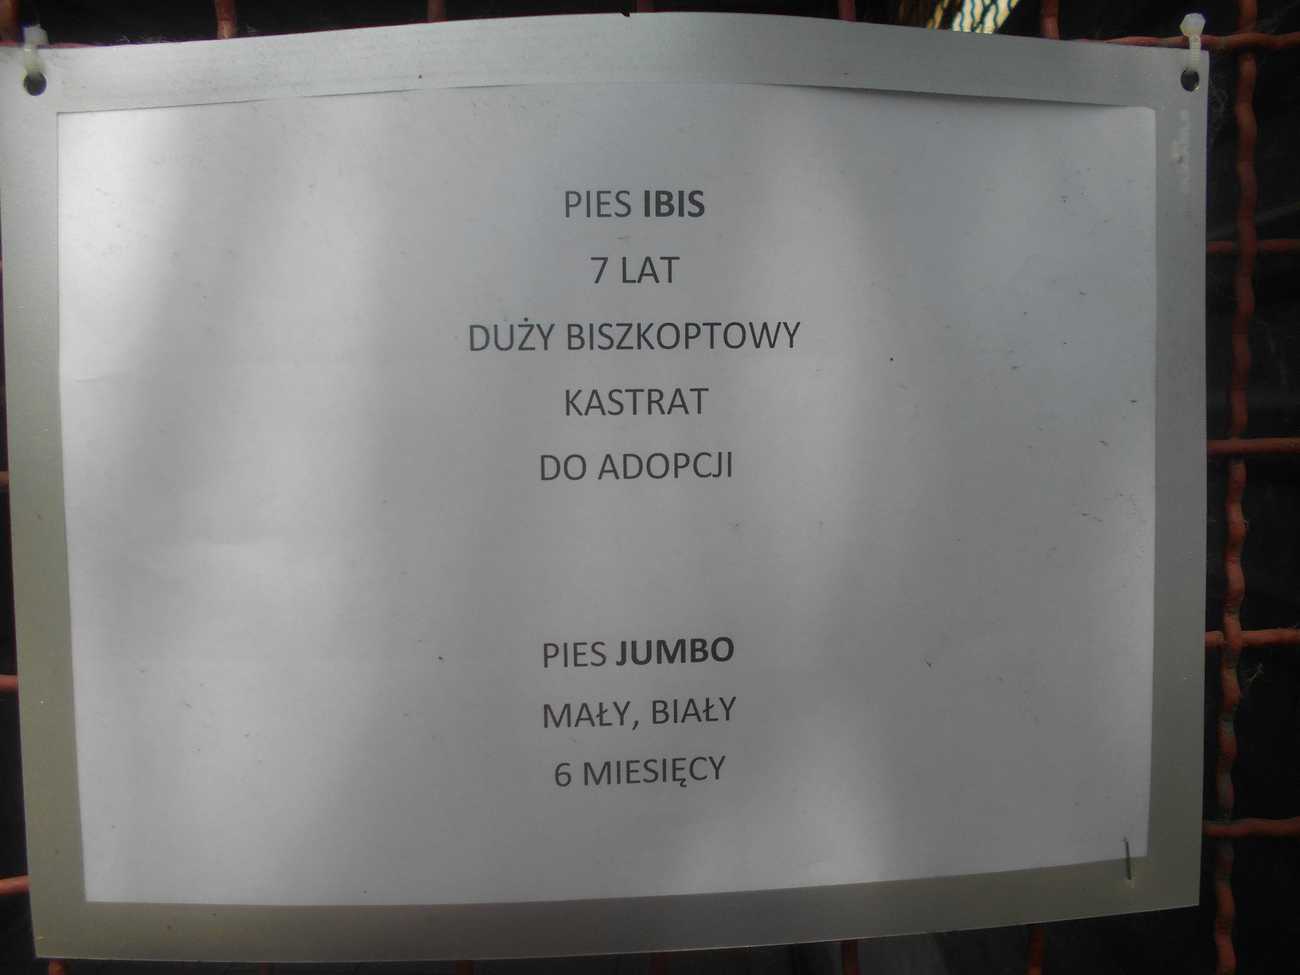 PIES IBIS
7 LAT
DUŻY BISZKOPTOWY
KASTRAT
DO ADOPCJI
PIES JUMBO
MAŁY, BIAŁY
6 MIESIĘCY